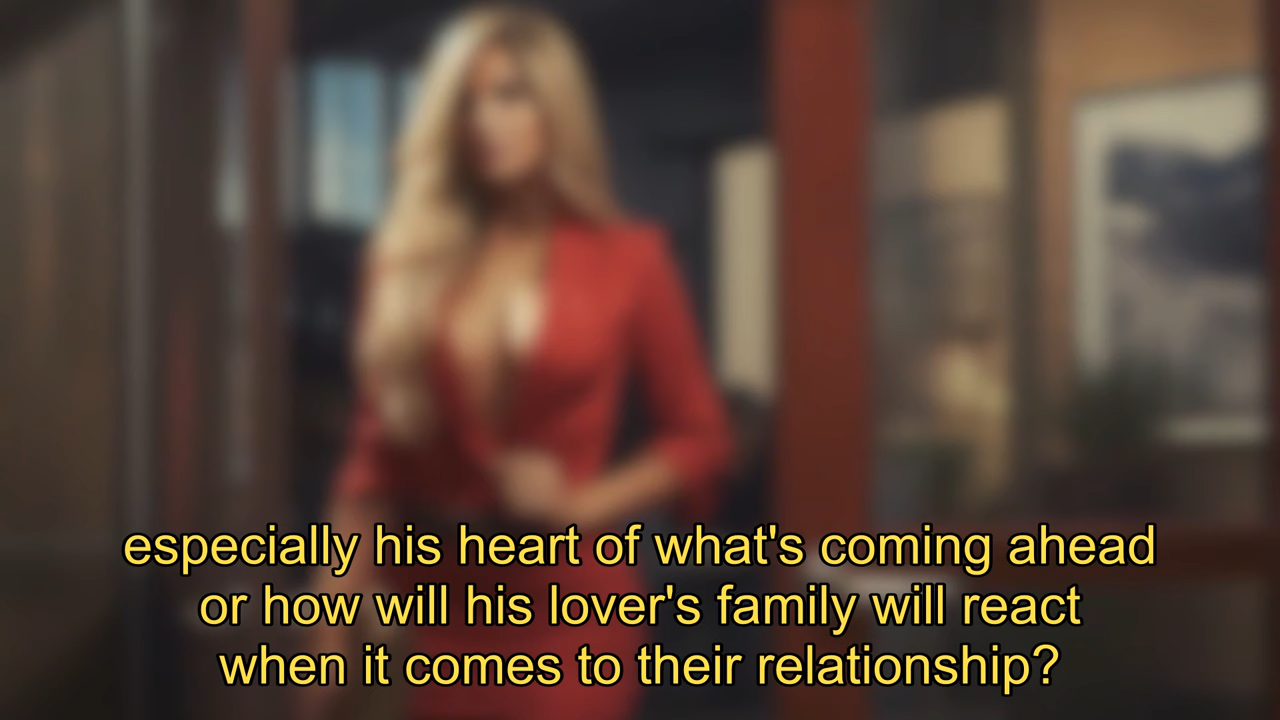 especially his heart of what's coming ahead
or how will his lover's family will react
when it comes to their relationship?